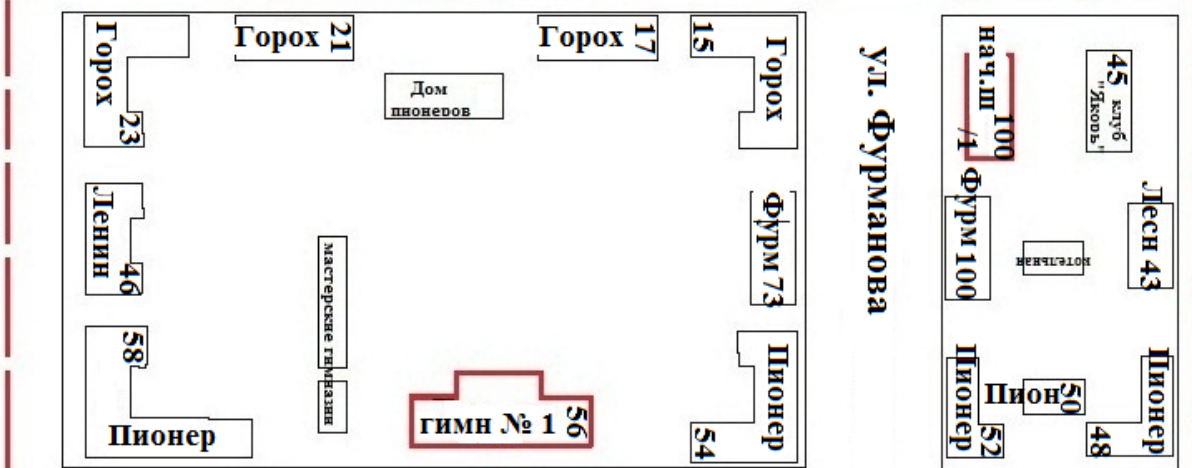 Горох 23
Горох 21
Горох 17
Горох 15
Дом
пионеров
Ленин 46
мастерские гимназии
Фурм 73
58
Пионер
гимн № 1 56
Пионер 54
ул. Фурманова
нач.ш 100
/1
45 клуб
"Якорь"
Фурм 100
котельная
Лесн 43
Пионер 52
Пион 50
Пионер 48